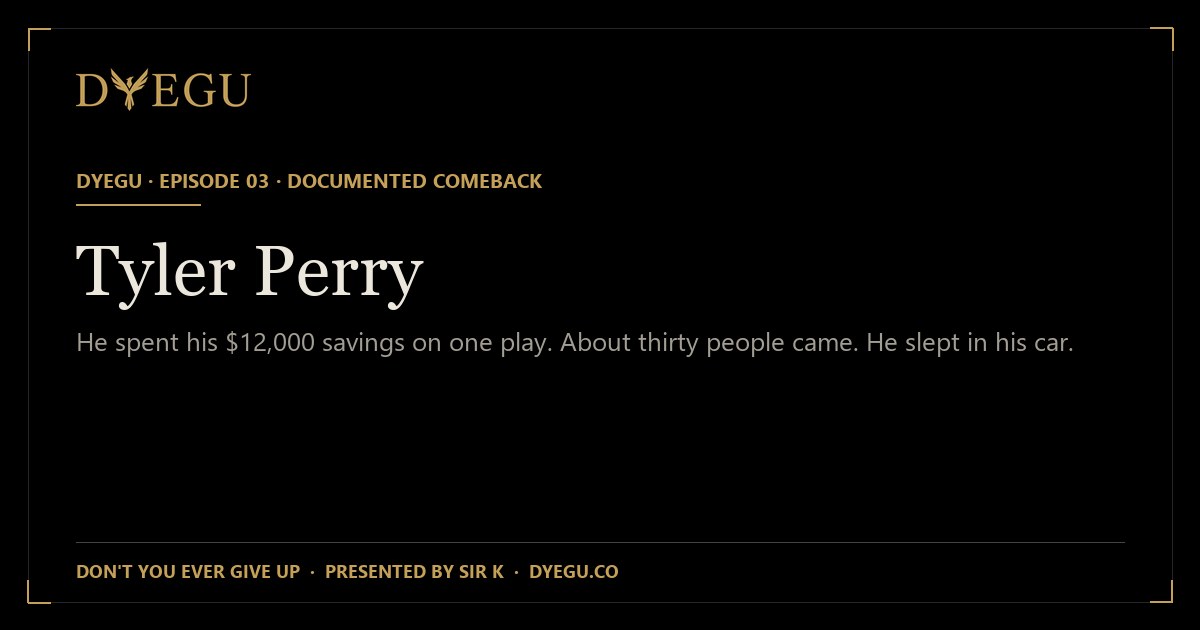 DYEGU
DYEGU · EPISODE 03 · DOCUMENTED COMEBACK
Tyler Perry
He spent his $12,000 savings on one play. About thirty people came. He slept in his car.
DON'T YOU EVER GIVE UP · PRESENTED BY SIR K · DYEGU.CO